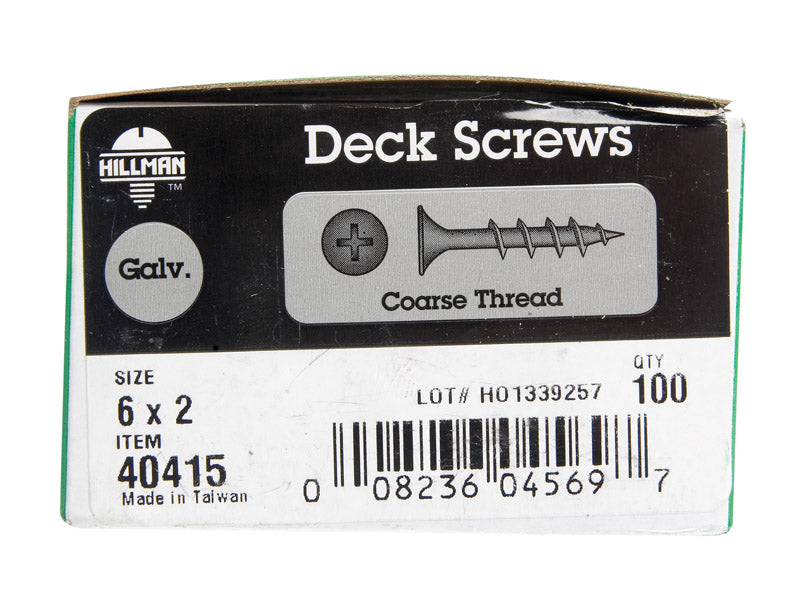 HILLMAN
TM
Deck Screws
Galv.
Coarse Thread
SIZE
6 x 2
ITEM
40415
Made in Taiwan
LOT# H01339257
QTY
100
0 08236 04569 7